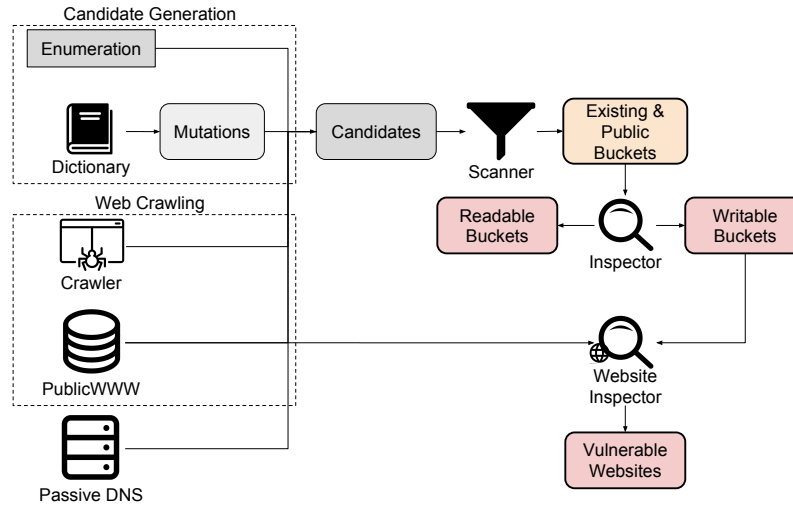 Candidate Generation
Enumeration
Dictionary
Mutations
Candidates
Scanner
Existing &
Public
Buckets
Web Crawling
Crawler
PublicWWW
Passive DNS
Readable
Buckets
Inspector
Writable
Buckets
Website
Inspector
Vulnerable
Websites